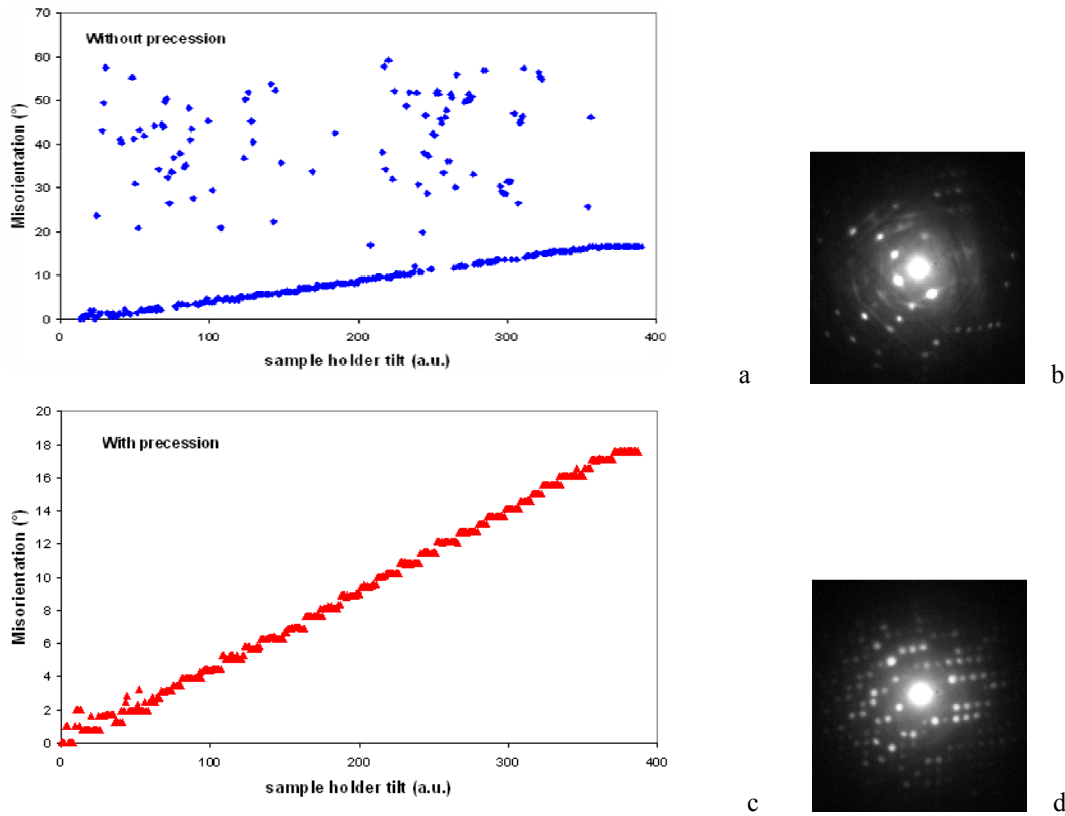 Without precession
Misorientation (°)
70
60
50
40
30
20
10
0
0 100 200 300 400
sample holder tilt (a.u.)
a
b
With precession
Misorientation (°)
20
18
16
14
12
10
8
6
4
2
0
0 100 200 300 400
sample holder tilt (a.u.)
c
d